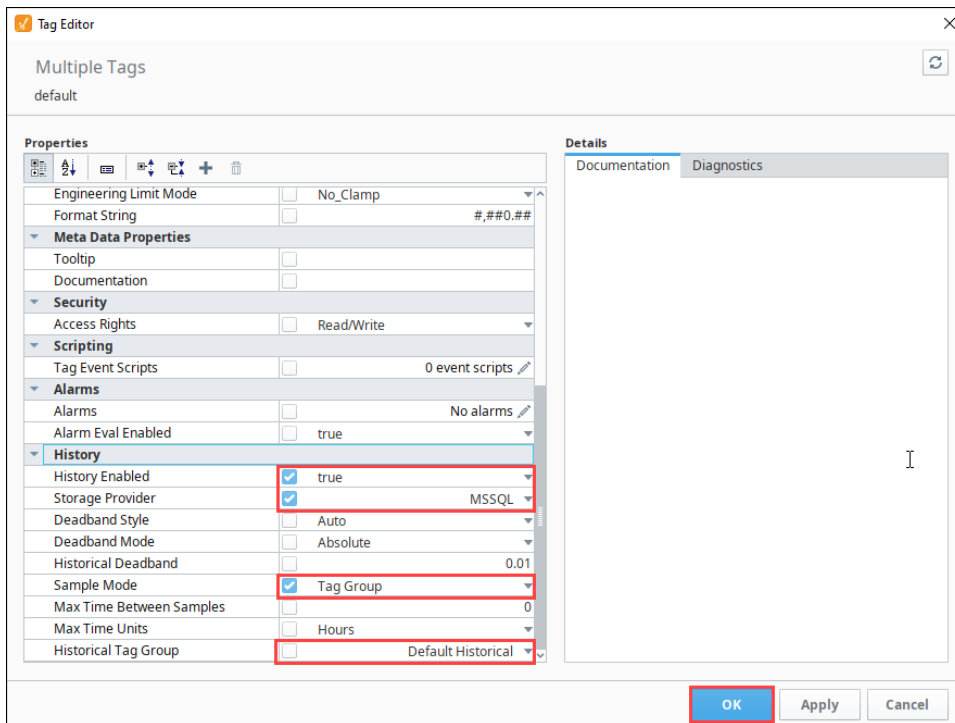 Tag Editor
Multiple Tags
default
Properties
Details
Documentation Diagnostics
Engineering Limit Mode No_Clamp
Format String #,##0.##
Meta Data Properties
Tooltip
Documentation
Security
Access Rights Read/Write
Scripting
Tag Event Scripts 0 event scripts
Alarms
Alarms No alarms
Alarm Eval Enabled true
History
History Enabled true
Storage Provider MSSQL
Deadband Style Auto
Deadband Mode Absolute
Historical Deadband 0.01
Sample Mode Tag Group
Max Time Between Samples 0
Max Time Units Hours
Historical Tag Group Default Historical
OK Apply Cancel